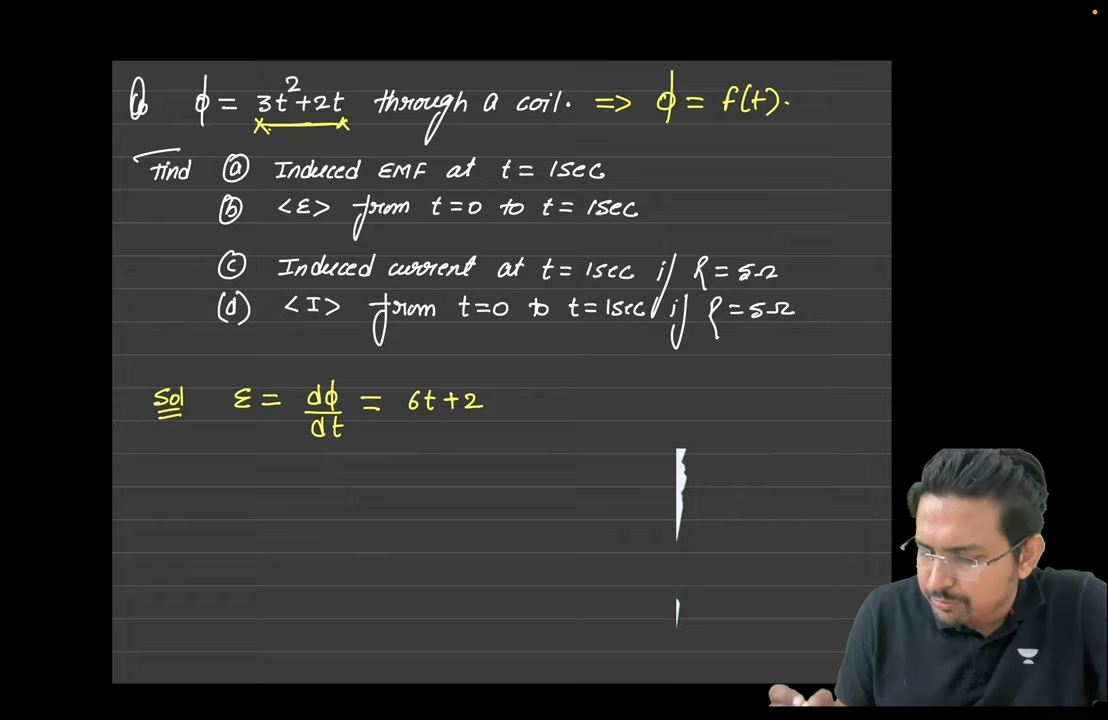 Q ϕ = 3t²+2t through a coil. => ϕ = f(t).
Find (a) Induced EMF at t = 1sec
(b) <ε> from t=0 to t= 1sec
(c) Induced current at t= 1sec if R = 5Ω
(d) <I> from t=0 to t=1sec if R = 5Ω
Sol ε = dϕ/dt = 6t+2